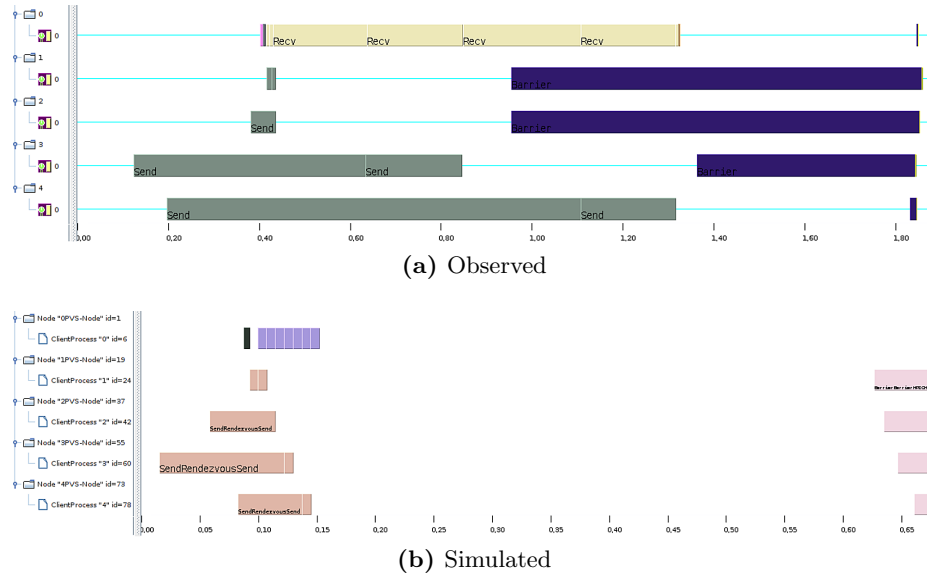 0
0
Recv Recv Recv Recv
1
0
Barrier
2
0
Send
Barrier
3
0
Send Send
Barrier
4
0
Send Send
0,00 0,20 0,40 0,60 0,80 1,00 1,20 1,40 1,60 1,80
(a) Observed
Node "0PVS-Node" id=1
ClientProcess "0" id=6
Node "1PVS-Node" id=19
ClientProcess "1" id=24
Node "2PVS-Node" id=37
ClientProcess "2" id=42
SendRendezvousSend
Node "3PVS-Node" id=55
ClientProcess "3" id=60
SendRendezvousSend
Node "4PVS-Node" id=73
ClientProcess "4" id=78
SendRendezvousSend
0,00 0,05 0,10 0,15 0,20 0,25 0,30 0,35 0,40 0,45 0,50 0,55 0,60 0,65
(b) Simulated